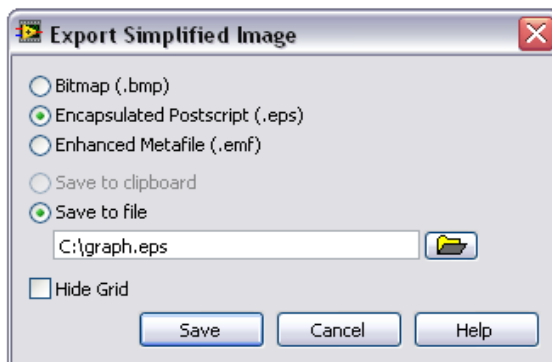 Export Simplified Image
Bitmap (.bmp)
Encapsulated Postscript (.eps)
Enhanced Metafile (.emf)
Save to clipboard
Save to file
C:\graph.eps
Hide Grid
Save Cancel Help